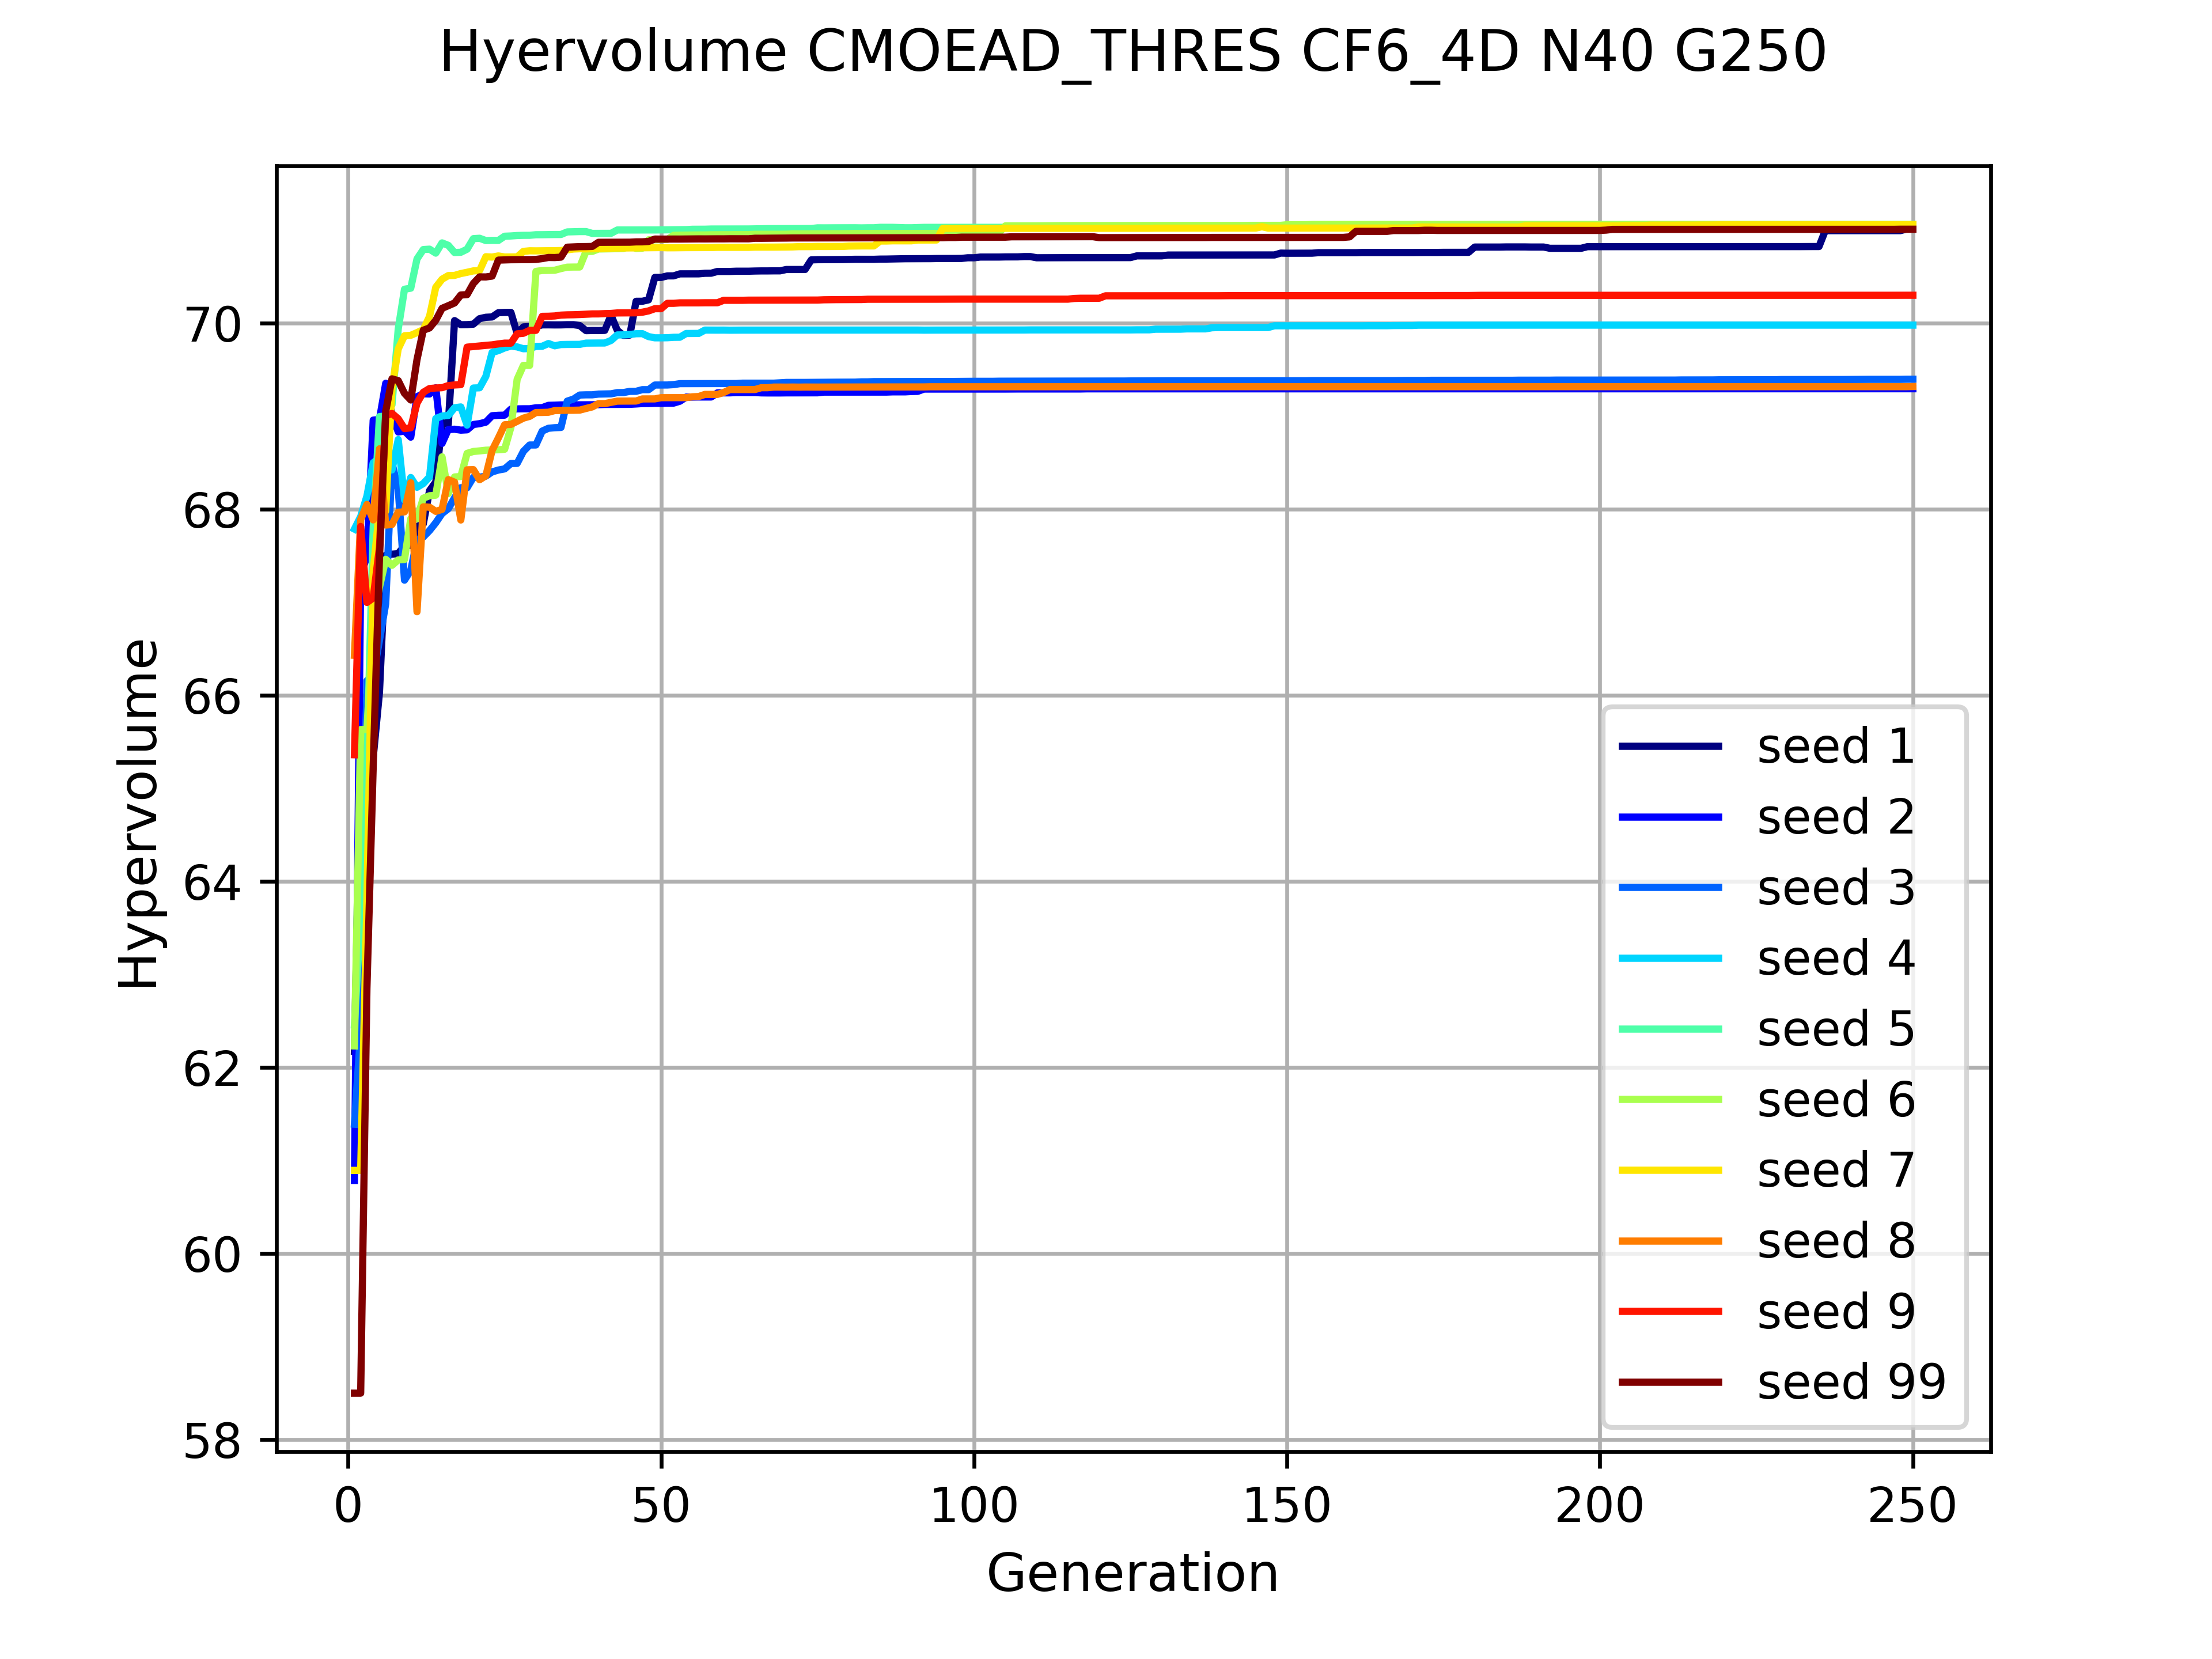 Hyervolume CMOEAD_THRES CF6_4D N40 G250
Hypervolume
70
68
66
64
62
60
58
0 50 100 150 200 250
Generation
seed 1
seed 2
seed 3
seed 4
seed 5
seed 6
seed 7
seed 8
seed 9
seed 99